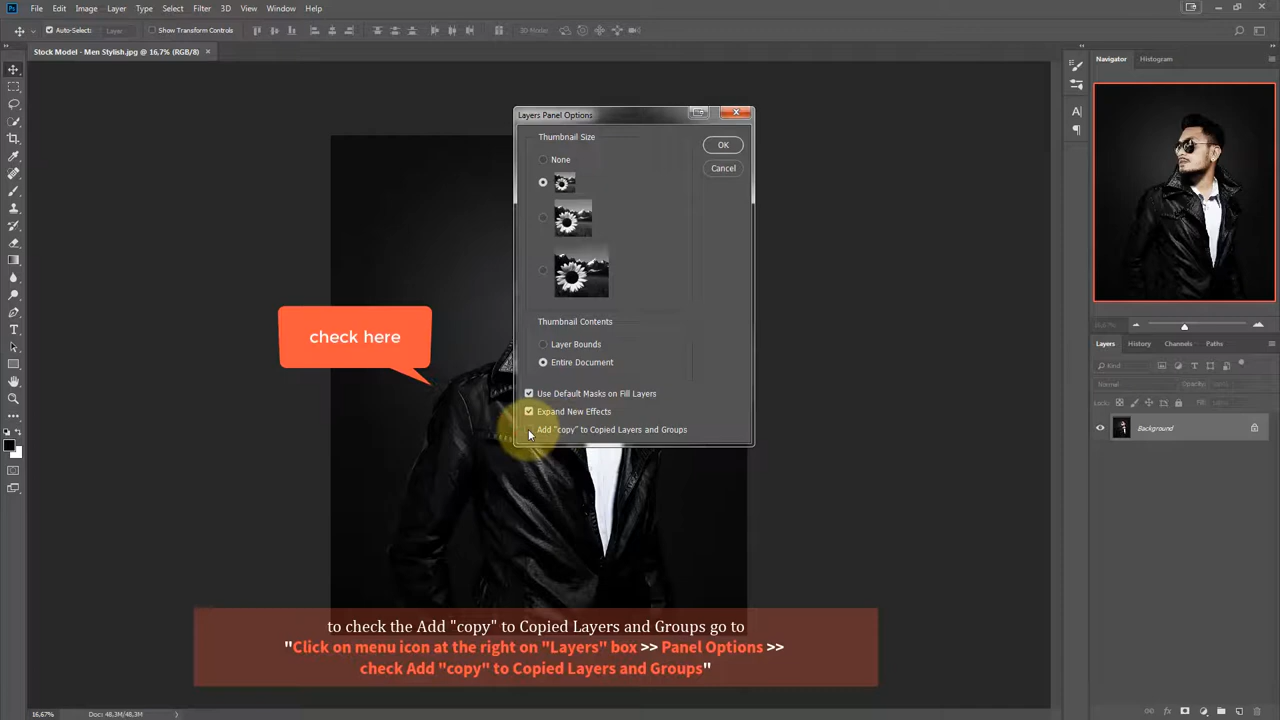 Ps File Edit Image Layer Type Select Filter 3D View Window Help
Auto-Select: Layer Show Transform Controls 3D Mode:
Stock Model - Men Stylish.jpg @ 16,7% (RGB/8) ×
Navigator Histogram
Layers Panel Options
Thumbnail Size
OK
None
Cancel
Thumbnail Contents
Layer Bounds
Entire Document
Use Default Masks on Fill Layers
Expand New Effects
Add "copy" to Copied Layers and Groups
check here
Layers History Channels Paths
Kind
Normal Opacity:
Lock: Fill:
Background
to check the Add "copy" to Copied Layers and Groups go to
"Click on menu icon at the right on "Layers" box >> Panel Options >>
check Add "copy" to Copied Layers and Groups"
16,67% Doc: 48,3M/48,3M